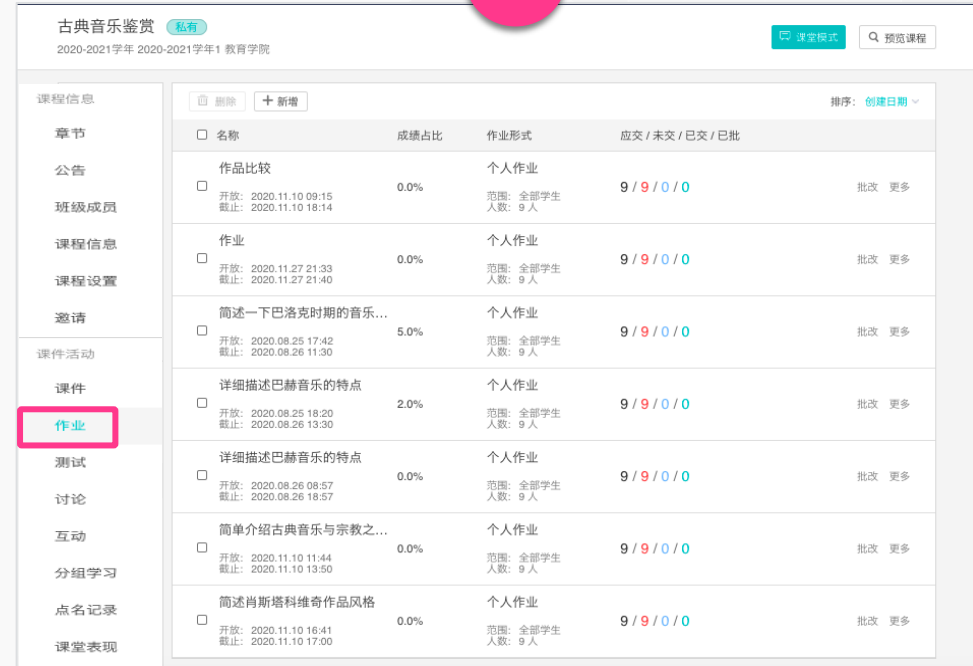 古典音乐鉴赏 私有
2020-2021学年 2020-2021学年1 教育学院
课堂模式 预览课程
课程信息
章节
公告
班级成员
课程信息
课程设置
邀请
课件活动
课件
作业
测试
讨论
互动
分组学习
点名记录
课堂表现
删除 新增 排序： 创建日期
名称 成绩占比 作业形式 应交 / 未交 / 已交 / 已批
作品比较 个人作业
0.0% 9 / 9 / 0 / 0 批改 更多
开放： 2020.11.10 09:15 范围： 全部学生
截止： 2020.11.10 18:14 人数： 9 人
作业 个人作业
0.0% 9 / 9 / 0 / 0 批改 更多
开放： 2020.11.27 21:33 范围： 全部学生
截止： 2020.11.27 21:40 人数： 9 人
简述一下巴洛克时期的音乐... 个人作业
5.0% 9 / 9 / 0 / 0 批改 更多
开放： 2020.08.25 17:42 范围： 全部学生
截止： 2020.08.26 11:30 人数： 9 人
详细描述巴赫音乐的特点 个人作业
2.0% 9 / 9 / 0 / 0 批改 更多
开放： 2020.08.25 18:20 范围： 全部学生
截止： 2020.08.26 13:30 人数： 9 人
详细描述巴赫音乐的特点 个人作业
0.0% 9 / 9 / 0 / 0 批改 更多
开放： 2020.08.26 08:57 范围： 全部学生
截止： 2020.08.26 18:57 人数： 9 人
简单介绍古典音乐与宗教之... 个人作业
0.0% 9 / 9 / 0 / 0 批改 更多
开放： 2020.11.10 11:44 范围： 全部学生
截止： 2020.11.10 13:50 人数： 9 人
简述肖斯塔科维奇作品风格 个人作业
0.0% 9 / 9 / 0 / 0 批改 更多
开放： 2020.11.10 16:41 范围： 全部学生
截止： 2020.11.10 17:00 人数： 9 人